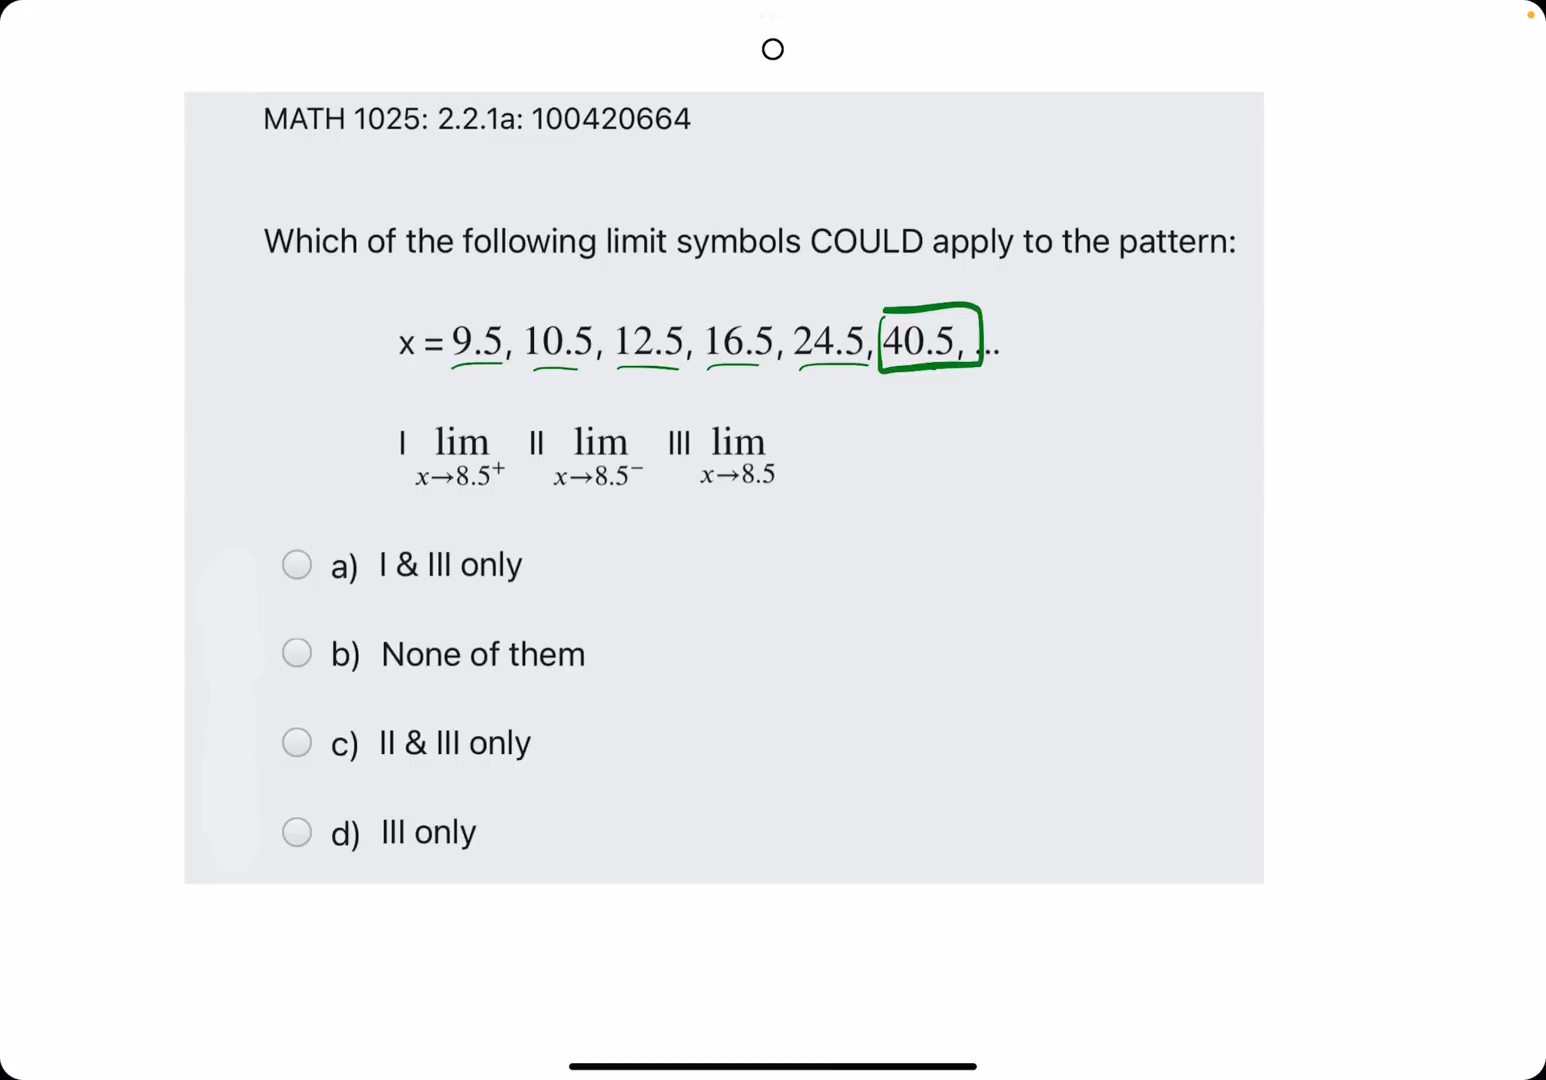 MATH 1025: 2.2.1a: 100420664
Which of the following limit symbols COULD apply to the pattern:
x = 9.5, 10.5, 12.5, 16.5, 24.5, 40.5, ...
I lim x→8.5⁺ II lim x→8.5⁻ III lim x→8.5
a) I & III only
b) None of them
c) II & III only
d) III only